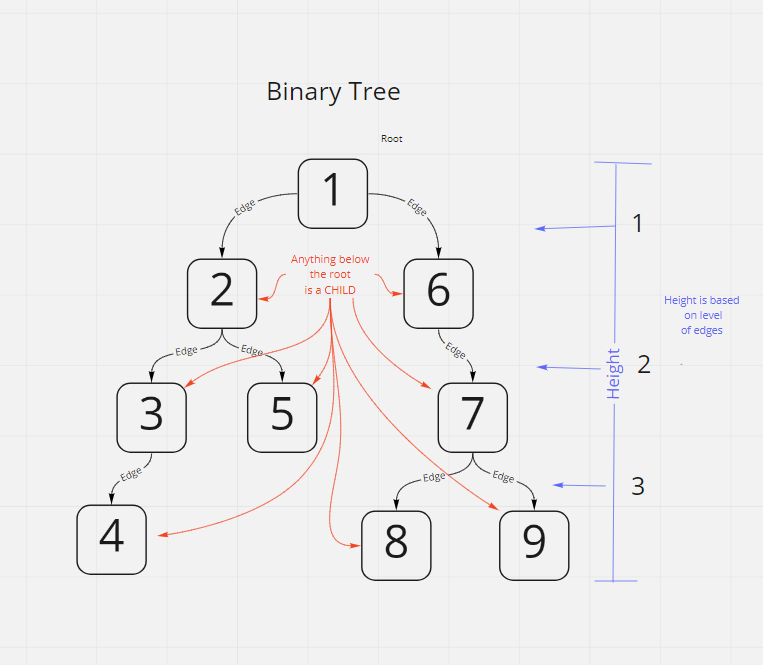 Binary Tree
Root
1
Edge
Edge
1
Anything below
the root
is a CHILD
2
6
Height is based
on level
of edges
Edge
Edge
Edge
2
Height
3
5
7
Edge
Edge
Edge
3
4
8
9